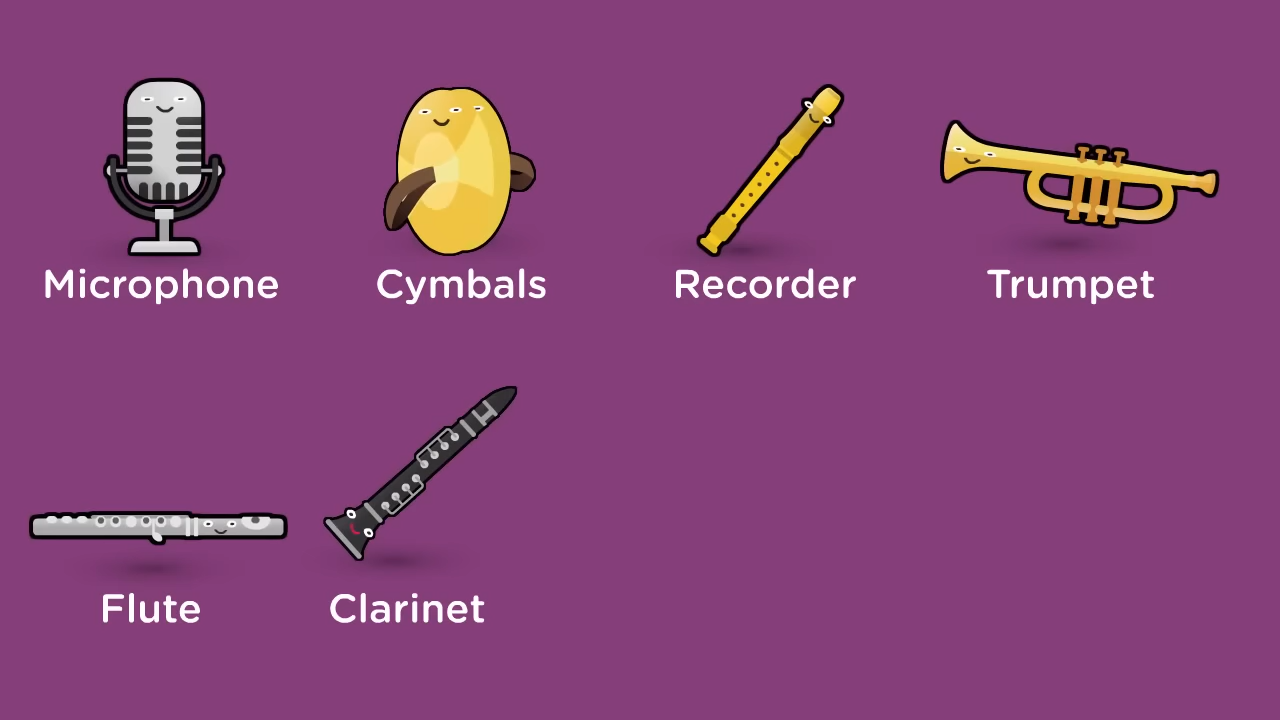 Microphone
Cymbals
Recorder
Trumpet
Flute
Clarinet